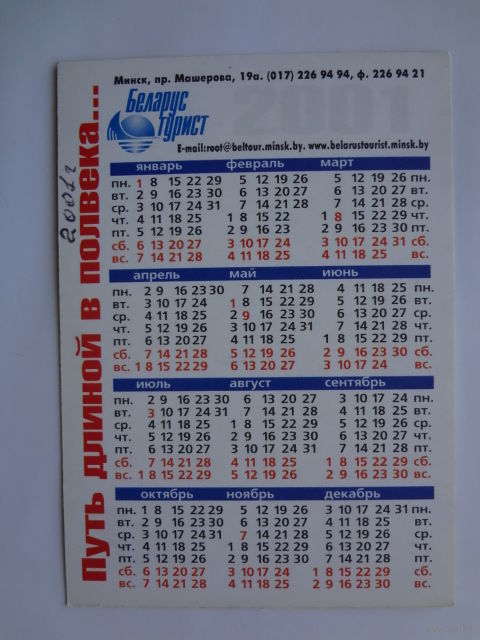 Минск, пр. Машерова, 19а. (017) 226 94 94, ф. 226 94 21
2001
Беларус
турист
E-mail:root@beltour.minsk.by. www.belarustourist.minsk.by
Путь длиной в полвека...
2001г
январь февраль март
пн. 1 8 15 22 29 5 12 19 26 5 12 19 26 пн.
вт. 2 9 16 23 30 6 13 20 27 6 13 20 27 вт.
ср. 3 10 17 24 31 7 14 21 28 7 14 21 28 ср.
чт. 4 11 18 25 1 8 15 22 1 8 15 22 29 чт.
пт. 5 12 19 26 2 9 16 23 2 9 16 23 30 пт.
сб. 6 13 20 27 3 10 17 24 3 10 17 24 31 сб.
вс. 7 14 21 28 4 11 18 25 4 11 18 25 вс.
апрель май июнь
пн. 2 9 16 23 30 7 14 21 28 4 11 18 25 пн.
вт. 3 10 17 24 1 8 15 22 29 5 12 19 26 вт.
ср. 4 11 18 25 2 9 16 23 30 6 13 20 27 ср.
чт. 5 12 19 26 3 10 17 24 31 7 14 21 28 чт.
пт. 6 13 20 27 4 11 18 25 1 8 15 22 29 пт.
сб. 7 14 21 28 5 12 19 26 2 9 16 23 30 сб.
вс. 1 8 15 22 29 6 13 20 27 3 10 17 24 вс.
июль август сентябрь
пн. 2 9 16 23 30 6 13 20 27 3 10 17 24 пн.
вт. 3 10 17 24 31 7 14 21 28 4 11 18 25 вт.
ср. 4 11 18 25 1 8 15 22 29 5 12 19 26 ср.
чт. 5 12 19 26 2 9 16 23 30 6 13 20 27 чт.
пт. 6 13 20 27 3 10 17 24 31 7 14 21 28 пт.
сб. 7 14 21 28 4 11 18 25 1 8 15 22 29 сб.
вс. 1 8 15 22 29 5 12 19 26 2 9 16 23 30 вс.
октябрь ноябрь декабрь
пн. 1 8 15 22 29 5 12 19 26 3 10 17 24 31 пн.
вт. 2 9 16 23 30 6 13 20 27 4 11 18 25 вт.
ср. 3 10 17 24 31 7 14 21 28 5 12 19 26 ср.
чт. 4 11 18 25 1 8 15 22 29 6 13 20 27 чт.
пт. 5 12 19 26 2 9 16 23 30 7 14 21 28 пт.
сб. 6 13 20 27 3 10 17 24 1 8 15 22 29 сб.
вс. 7 14 21 28 4 11 18 25 2 9 16 23 30 вс.